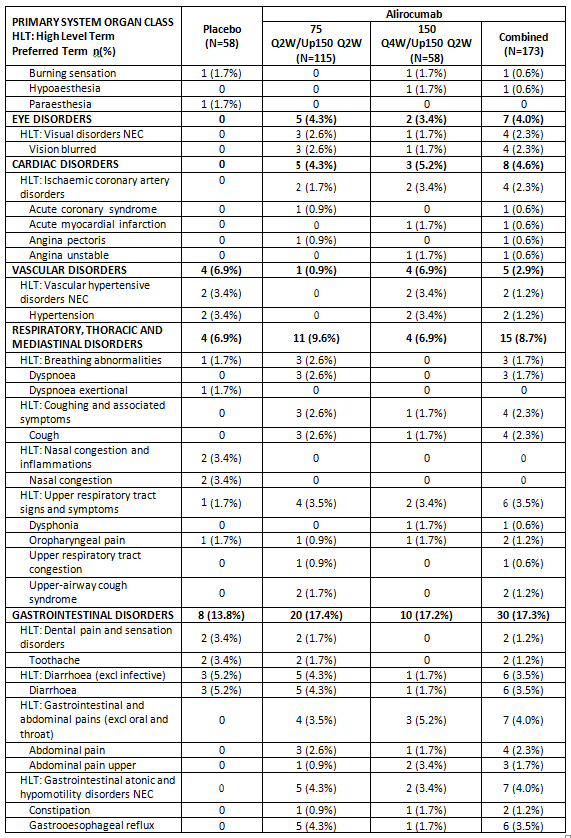 PRIMARY SYSTEM ORGAN CLASS
HLT: High Level Term
Preferred Term n(%)
Placebo
(N=58)
Alirocumab
75
Q2W/Up150 Q2W
(N=115)
150
Q4W/Up150 Q2W
(N=58)
Combined
(N=173)
Burning sensation 1 (1.7%) 0 1 (1.7%) 1 (0.6%)
Hypoaesthesia 0 0 1 (1.7%) 1 (0.6%)
Paraesthesia 1 (1.7%) 0 0 0
EYE DISORDERS 0 5 (4.3%) 2 (3.4%) 7 (4.0%)
HLT: Visual disorders NEC 0 3 (2.6%) 1 (1.7%) 4 (2.3%)
Vision blurred 0 3 (2.6%) 1 (1.7%) 4 (2.3%)
CARDIAC DISORDERS 0 5 (4.3%) 3 (5.2%) 8 (4.6%)
HLT: Ischaemic coronary artery
disorders 0 2 (1.7%) 2 (3.4%) 4 (2.3%)
Acute coronary syndrome 0 1 (0.9%) 0 1 (0.6%)
Acute myocardial infarction 0 0 1 (1.7%) 1 (0.6%)
Angina pectoris 0 1 (0.9%) 0 1 (0.6%)
Angina unstable 0 0 1 (1.7%) 1 (0.6%)
VASCULAR DISORDERS 4 (6.9%) 1 (0.9%) 4 (6.9%) 5 (2.9%)
HLT: Vascular hypertensive
disorders NEC 2 (3.4%) 0 2 (3.4%) 2 (1.2%)
Hypertension 2 (3.4%) 0 2 (3.4%) 2 (1.2%)
RESPIRATORY, THORACIC AND
MEDIASTINAL DISORDERS 4 (6.9%) 11 (9.6%) 4 (6.9%) 15 (8.7%)
HLT: Breathing abnormalities 1 (1.7%) 3 (2.6%) 0 3 (1.7%)
Dyspnoea 0 3 (2.6%) 0 3 (1.7%)
Dyspnoea exertional 1 (1.7%) 0 0 0
HLT: Coughing and associated
symptoms 0 3 (2.6%) 1 (1.7%) 4 (2.3%)
Cough 0 3 (2.6%) 1 (1.7%) 4 (2.3%)
HLT: Nasal congestion and
inflammations 2 (3.4%) 0 0 0
Nasal congestion 2 (3.4%) 0 0 0
HLT: Upper respiratory tract
signs and symptoms 1 (1.7%) 4 (3.5%) 2 (3.4%) 6 (3.5%)
Dysphonia 0 0 1 (1.7%) 1 (0.6%)
Oropharyngeal pain 1 (1.7%) 1 (0.9%) 1 (1.7%) 2 (1.2%)
Upper respiratory tract
congestion 0 1 (0.9%) 0 1 (0.6%)
Upper-airway cough
syndrome 0 2 (1.7%) 0 2 (1.2%)
GASTROINTESTINAL DISORDERS 8 (13.8%) 20 (17.4%) 10 (17.2%) 30 (17.3%)
HLT: Dental pain and sensation
disorders 2 (3.4%) 2 (1.7%) 0 2 (1.2%)
Toothache 2 (3.4%) 2 (1.7%) 0 2 (1.2%)
HLT: Diarrhoea (excl infective) 3 (5.2%) 5 (4.3%) 1 (1.7%) 6 (3.5%)
Diarrhoea 3 (5.2%) 5 (4.3%) 1 (1.7%) 6 (3.5%)
HLT: Gastrointestinal and
abdominal pains (excl oral and
throat) 0 4 (3.5%) 3 (5.2%) 7 (4.0%)
Abdominal pain 0 3 (2.6%) 1 (1.7%) 4 (2.3%)
Abdominal pain upper 0 1 (0.9%) 2 (3.4%) 3 (1.7%)
HLT: Gastrointestinal atonic and
hypomotility disorders NEC 0 5 (4.3%) 2 (3.4%) 7 (4.0%)
Constipation 0 1 (0.9%) 1 (1.7%) 2 (1.2%)
Gastrooesophageal reflux 0 5 (4.3%) 1 (1.7%) 6 (3.5%)